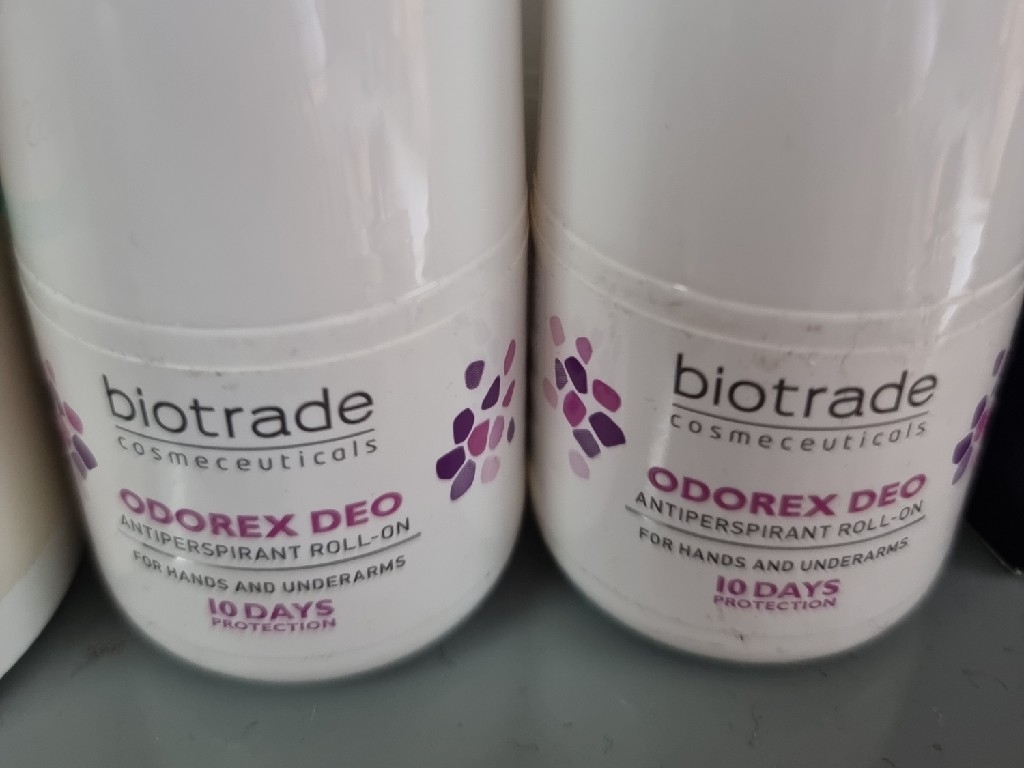 biotrade
cosmeceuticals
ODOREX DEO
ANTIPERSPIRANT ROLL-ON
FOR HANDS AND UNDERARMS
10 DAYS
PROTECTION
biotrade
cosmeceuticals
ODOREX DEO
ANTIPERSPIRANT ROLL-ON
FOR HANDS AND UNDERARMS
10 DAYS
PROTECTION